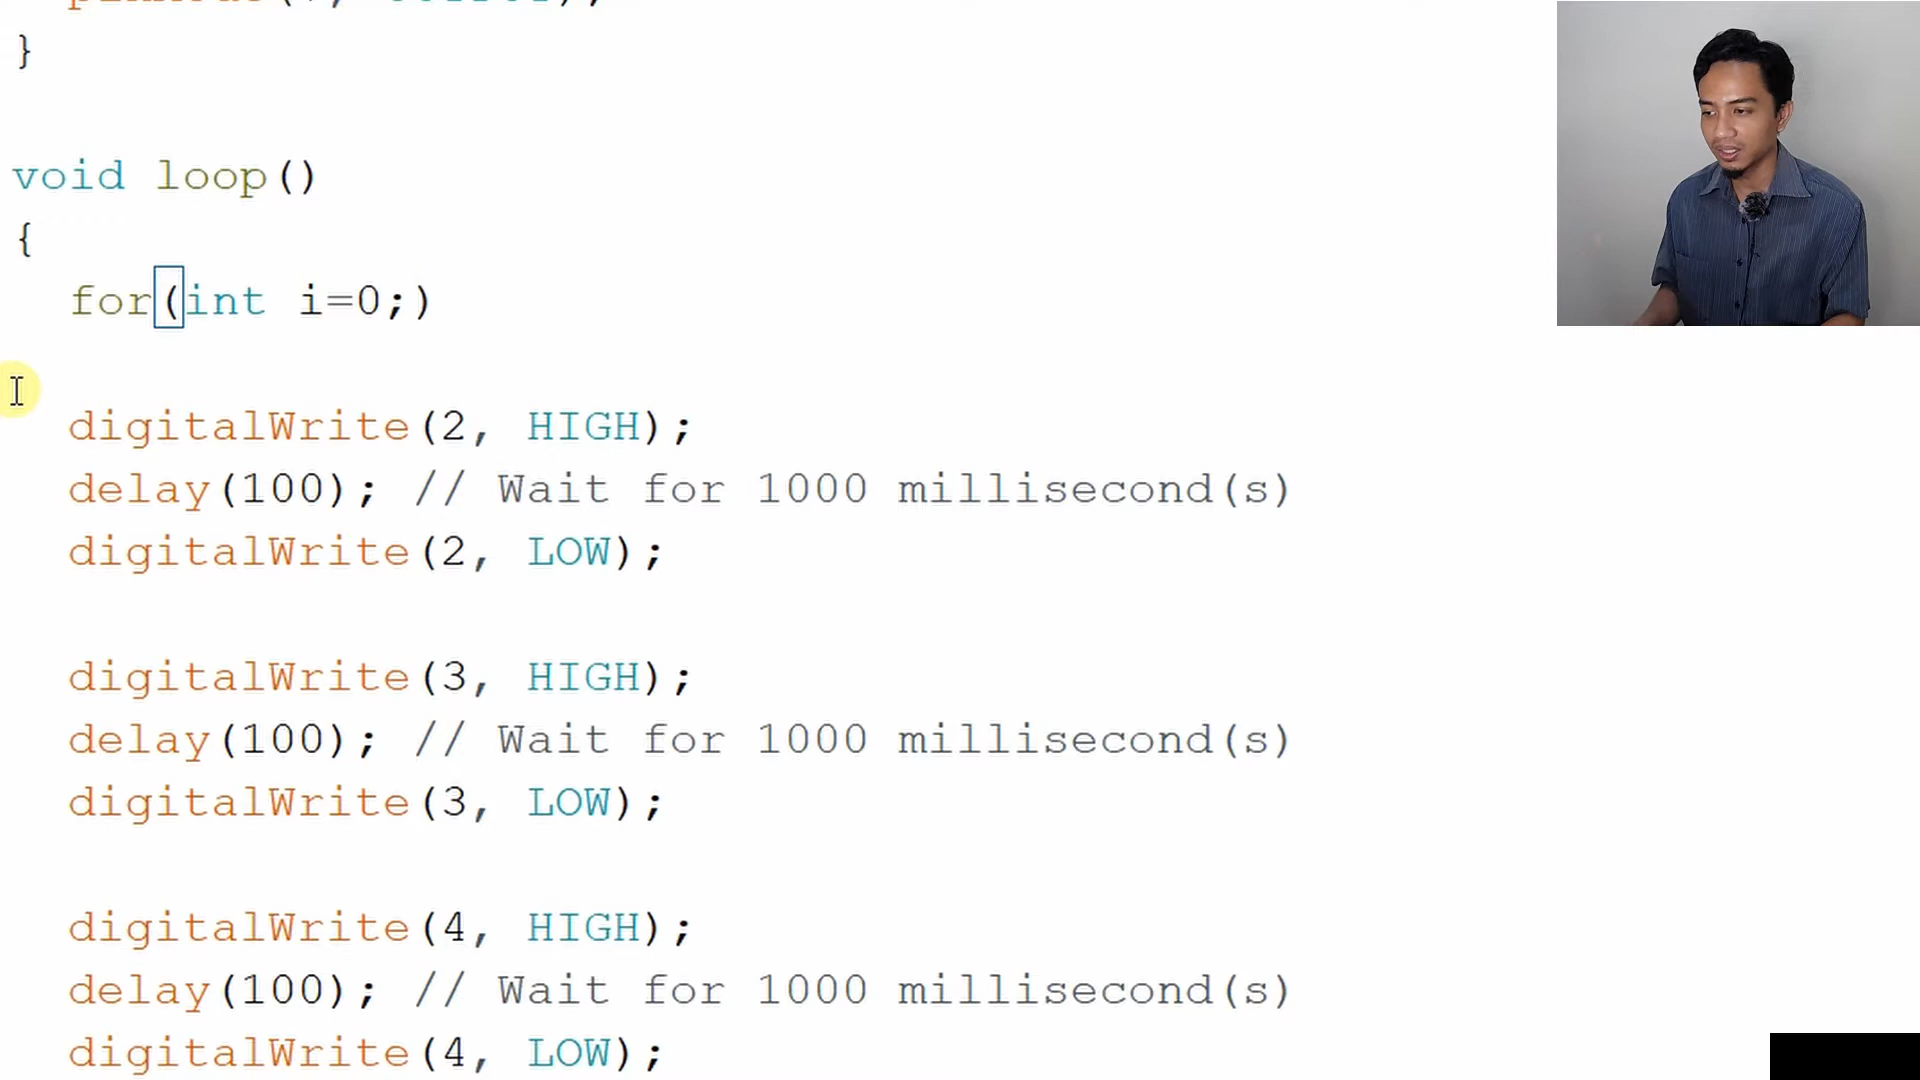 }
void loop()
{
for(int i=0;)
digitalWrite(2, HIGH);
delay(100); // Wait for 1000 millisecond(s)
digitalWrite(2, LOW);
digitalWrite(3, HIGH);
delay(100); // Wait for 1000 millisecond(s)
digitalWrite(3, LOW);
digitalWrite(4, HIGH);
delay(100); // Wait for 1000 millisecond(s)
digitalWrite(4, LOW);